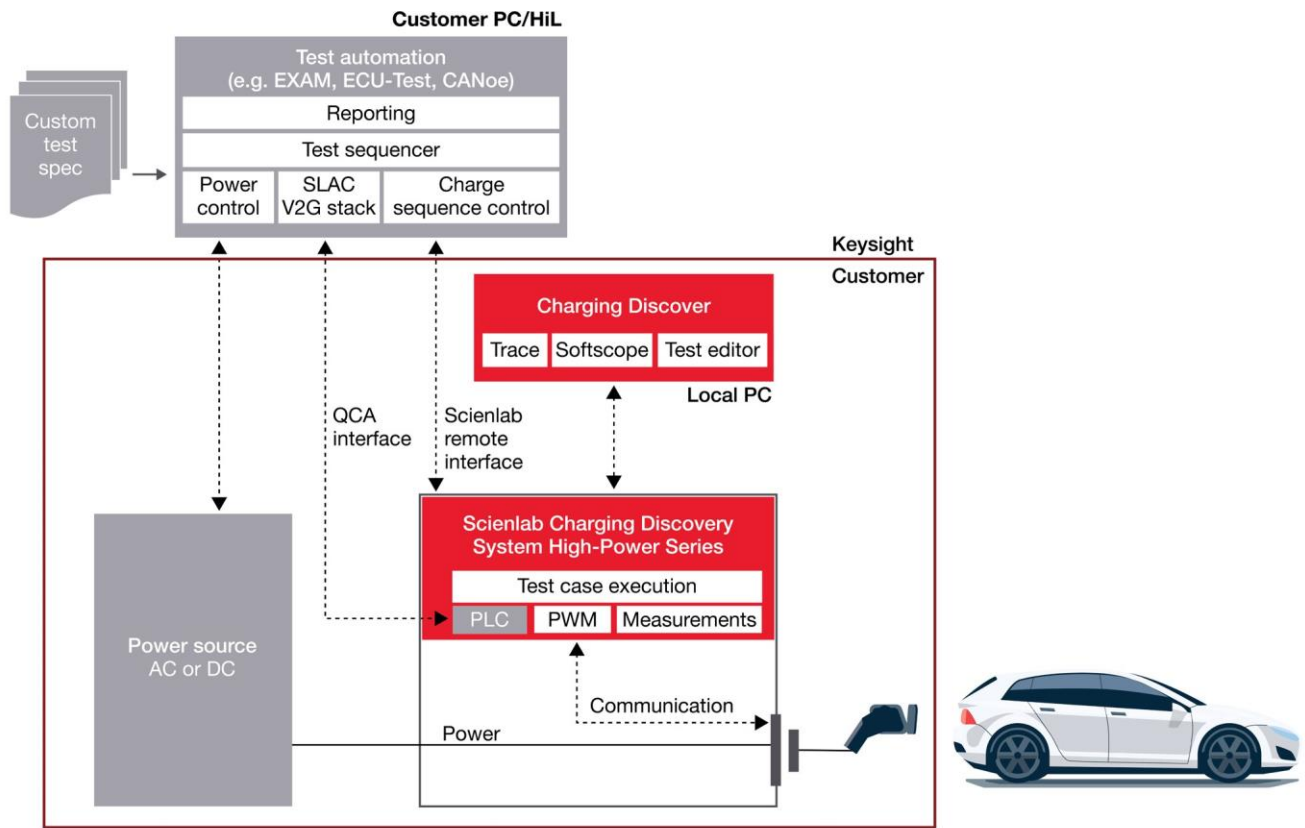 Customer PC/HiL
Test automation
(e.g. EXAM, ECU-Test, CANoe)
Reporting
Test sequencer
Power
control
SLAC
V2G stack
Charge
sequence control
Custom
test
spec
Keysight
Customer
Charging Discover
Trace
Softscope
Test editor
Local PC
QCA
interface
Scienlab
remote
interface
Scienlab Charging Discovery
System High-Power Series
Test case execution
PLC
PWM
Measurements
Power source
AC or DC
Communication
Power